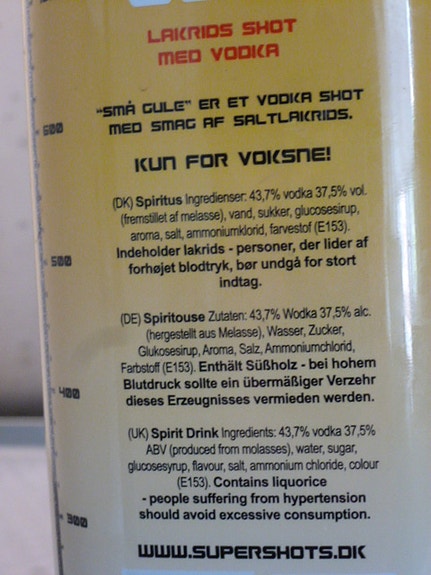 LAKRIDS SHOT
MED VODKA
"SMÅ GULE" ER ET VODKA SHOT
MED SMAG AF SALTLAKRIDS.
KUN FOR VOKSNE!
(DK) Spiritus Ingredienser: 43,7% vodka 37,5% vol.
(fremstillet af melasse), vand, sukker, glucosesirup,
aroma, salt, ammoniumklorid, farvestof (E153).
Indeholder lakrids - personer, der lider af
forhøjet blodtryk, bør undgå for stort
indtag.
(DE) Spiritouse Zutaten: 43,7% Wodka 37,5% alc.
(hergestellt aus Melasse), Wasser, Zucker,
Glukosesirup, Aroma, Salz, Ammoniumchlorid,
Farbstoff (E153). Enthält Süßholz - bei hohem
Blutdruck sollte ein übermäßiger Verzehr
dieses Erzeugnisses vermieden werden.
(UK) Spirit Drink Ingredients: 43,7% vodka 37,5%
ABV (produced from molasses), water, sugar,
glucosesyrup, flavour, salt, ammonium chloride, colour
(E153). Contains liquorice
- people suffering from hypertension
should avoid excessive consumption.
WWW.SUPERSHOTS.DK
600
500
400
300